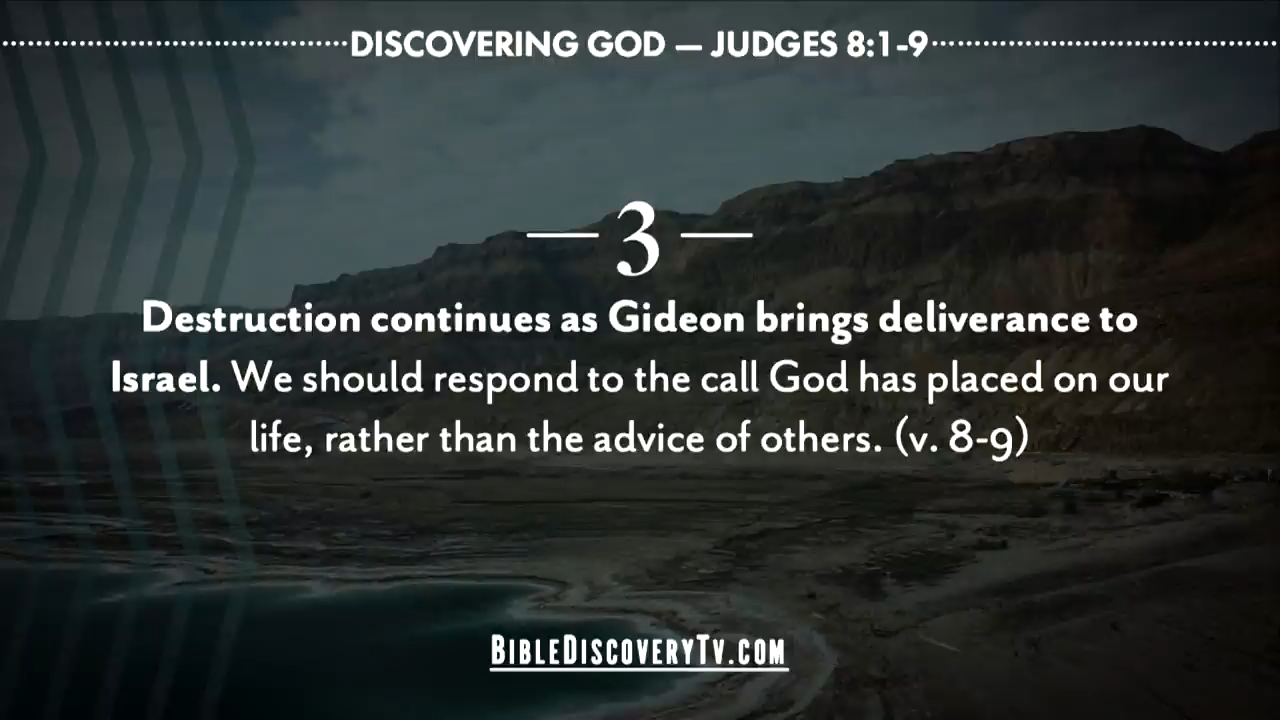 DISCOVERING GOD — JUDGES 8:1-9
3
Destruction continues as Gideon brings deliverance to
Israel. We should respond to the call God has placed on our
life, rather than the advice of others. (v. 8-9)
BIBLEDISCOVERYTV.COM